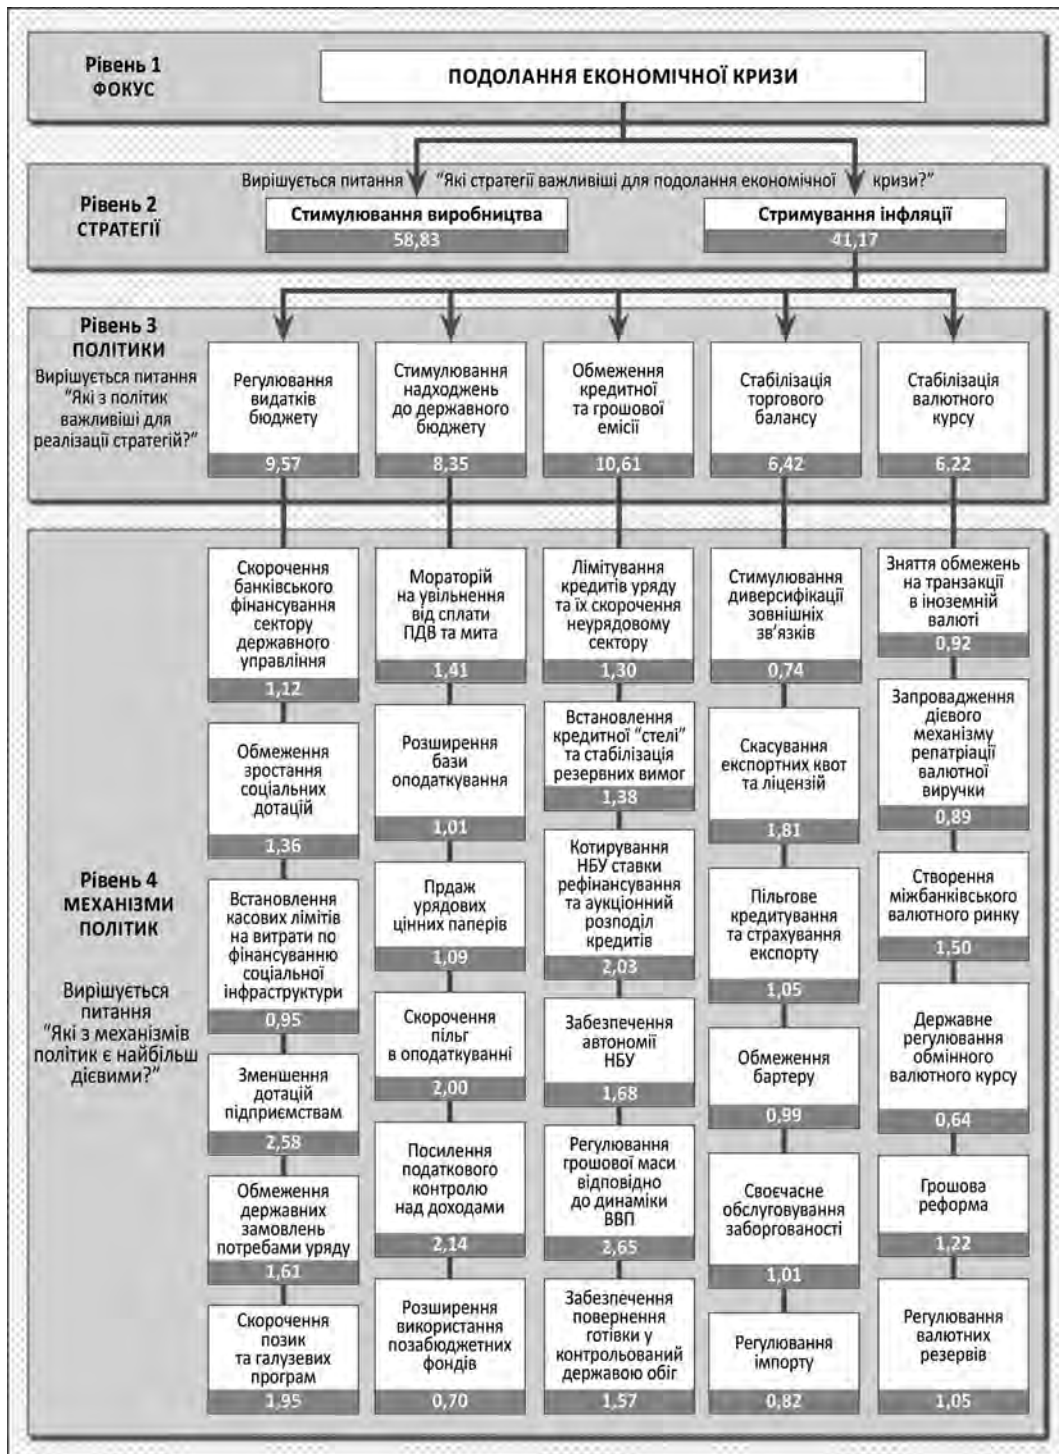 Рівень 1
ФОКУС
ПОДОЛАННЯ ЕКОНОМІЧНОЇ КРИЗИ
Рівень 2
СТРАТЕГІЇ
Вирішується питання "Які стратегії важливіші для подолання економічної кризи?"
Стимулювання виробництва
58,83
Стримування інфляції
41,17
Рівень 3
ПОЛІТИКИ
Вирішується питання
"Які з політик
важливіші для
реалізації стратегій?"
Регулювання
видатків
бюджету
9,57
Стимулювання
надходжень
до державного
бюджету
8,35
Обмеження
кредитної
та грошової
емісії
10,61
Стабілізація
торгового
балансу
6,42
Стабілізація
валютного
курсу
6,22
Рівень 4
МЕХАНІЗМИ
ПОЛІТИК
Вирішується
питання
"Які з механізмів
політик є найбільш
дієвими?"
Скорочення
банківського
фінансування
сектору
державного
управління
1,12
Обмеження
зростання
соціальних
дотацій
1,36
Встановлення
касових лімітів
на витрати по
фінансуванню
соціальної
інфраструктури
0,95
Зменшення
дотацій
підприємствам
2,58
Обмеження
державних
замовлень
потребами уряду
1,61
Скорочення
позик
та галузевих
програм
1,95
Мораторій
на увільнення
від сплати
ПДВ та мита
1,41
Розширення
бази
оподаткування
1,01
Прдаж
урядових
цінних паперів
1,09
Скорочення
пільг
в оподаткуванні
2,00
Посилення
податкового
контролю
над доходами
2,14
Розширення
використання
позабюджетних
фондів
0,70
Лімітування
кредитів уряду
та їх скорочення
неурядовому
сектору
1,30
Встановлення
кредитної "стелі"
та стабілізація
резервних вимог
1,38
Котирування
НБУ ставки
рефінансування
та аукціонний
розподіл
кредитів
2,03
Забезпечення
автономії
НБУ
1,68
Регулювання
грошової маси
відповідно
до динаміки
ВВП
2,65
Забезпечення
повернення
готівки у
контрольований
державою обіг
1,57
Стимулювання
диверсифікації
зовнішніх
зв'язків
0,74
Скасування
експортних квот
та ліцензій
1,81
Пільгове
кредитування
та страхування
експорту
1,05
Обмеження
бартеру
0,99
Своєчасне
обслуговування
заборгованості
1,01
Регулювання
імпорту
0,82
Зняття обмежень
на транзакції
в іноземній
валюті
0,92
Запровадження
дієвого
механізму
репатріації
валютної
виручки
0,89
Створення
міжбанківського
валютного ринку
1,50
Державне
регулювання
обмінного
валютного курсу
0,64
Грошова
реформа
1,22
Регулювання
валютних
резервів
1,05